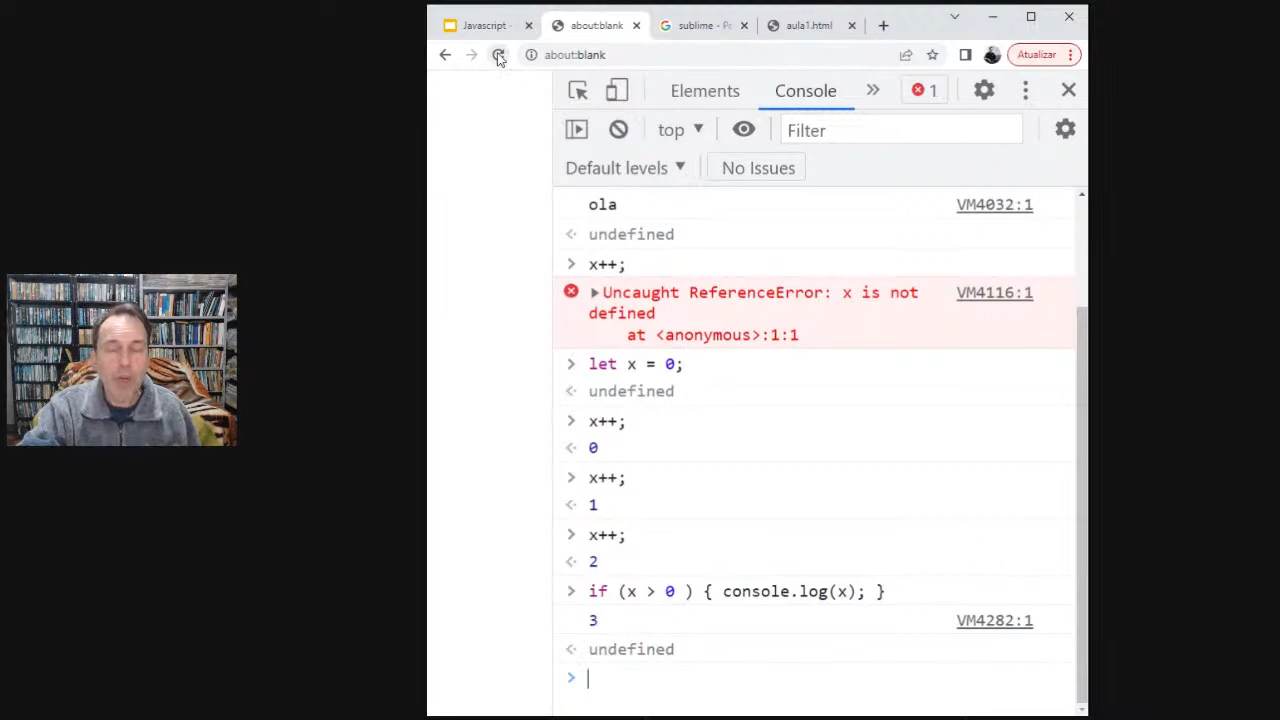 Javascript -
about:blank
sublime - Pe
aula1.html
about:blank
Atualizar
Elements
Console
1
top
Filter
Default levels
No Issues
ola VM4032:1
undefined
x++;
Uncaught ReferenceError: x is not VM4116:1
defined
at <anonymous>:1:1
let x = 0;
undefined
x++;
0
x++;
1
x++;
2
if (x > 0 ) { console.log(x); }
3 VM4282:1
undefined